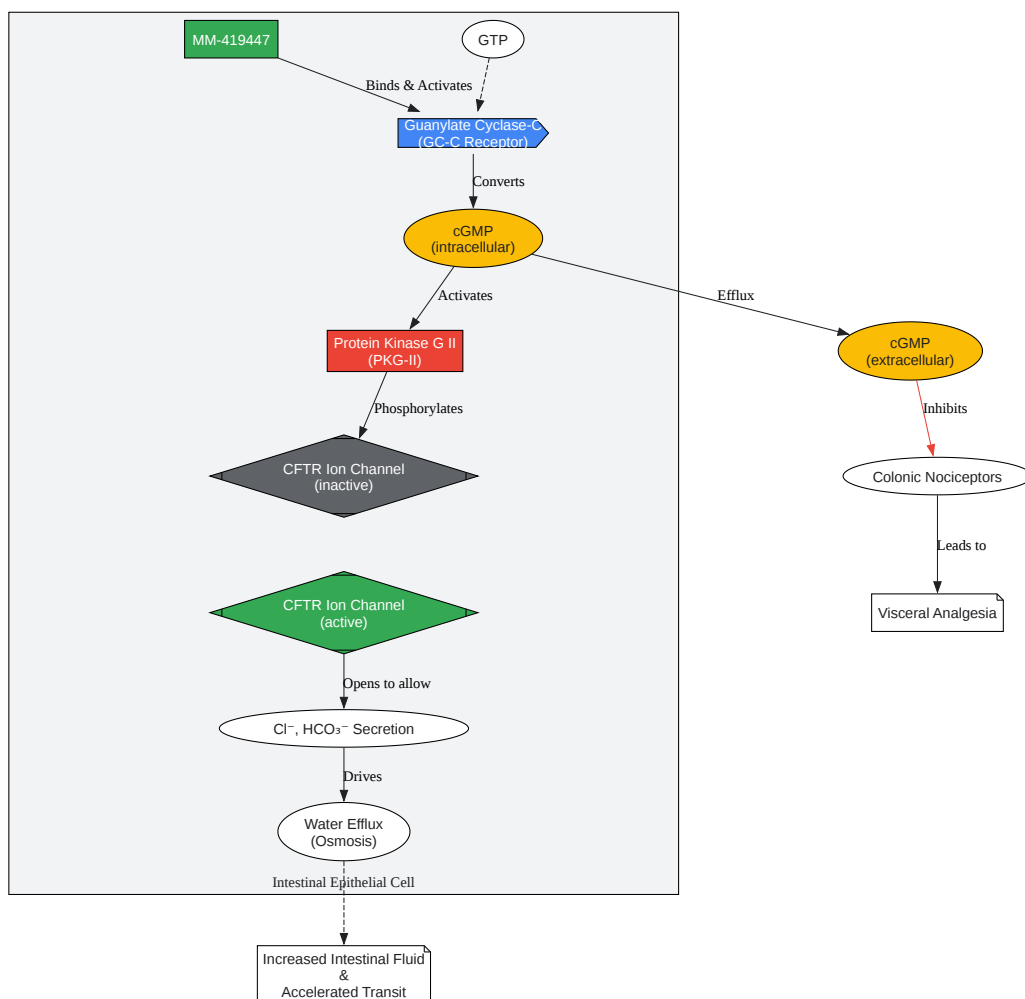 MM-419447
GTP
Binds & Activates
Guanylate Cyclase-C
(GC-C Receptor)
Converts
cGMP
(intracellular)
Activates
Efflux
Protein Kinase G II
(PKG-II)
cGMP
(extracellular)
Phosphorylates
Inhibits
CFTR Ion Channel
(inactive)
Colonic Nociceptors
Leads to
CFTR Ion Channel
(active)
Visceral Analgesia
Opens to allow
Cl⁻, HCO₃⁻ Secretion
Drives
Water Efflux
(Osmosis)
Intestinal Epithelial Cell
Increased Intestinal Fluid
&
Accelerated Transit